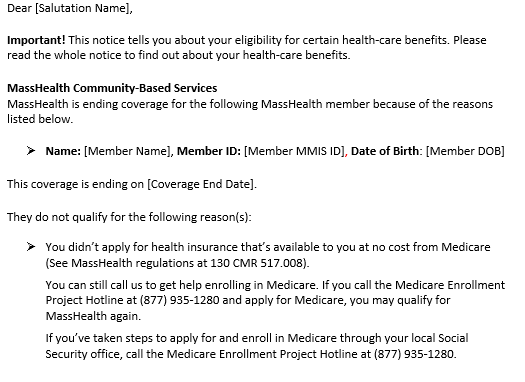 Dear [Salutation Name],
Important! This notice tells you about your eligibility for certain health-care benefits. Please
read the whole notice to find out about your health-care benefits.
MassHealth Community-Based Services
MassHealth is ending coverage for the following MassHealth member because of the reasons
listed below.
➢ Name: [Member Name], Member ID: [Member MMIS ID], Date of Birth: [Member DOB]
This coverage is ending on [Coverage End Date].
They do not qualify for the following reason(s):
➢ You didn’t apply for health insurance that’s available to you at no cost from Medicare
(See MassHealth regulations at 130 CMR 517.008).
You can still call us to get help enrolling in Medicare. If you call the Medicare Enrollment
Project Hotline at (877) 935-1280 and apply for Medicare, you may qualify for
MassHealth again.
If you’ve taken steps to apply for and enroll in Medicare through your local Social
Security office, call the Medicare Enrollment Project Hotline at (877) 935-1280.